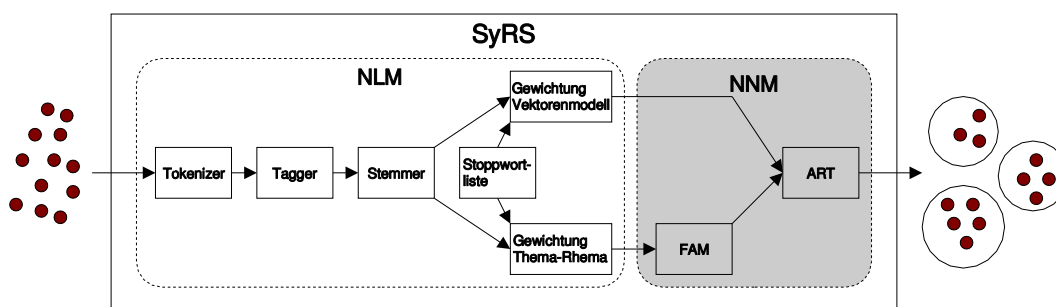 SyRS
NLM
NNM
Gewichtung
Vektorenmodell
Tokenizer
Tagger
Stemmer
Stoppwort-
liste
ART
Gewichtung
Thema-Rhema
FAM